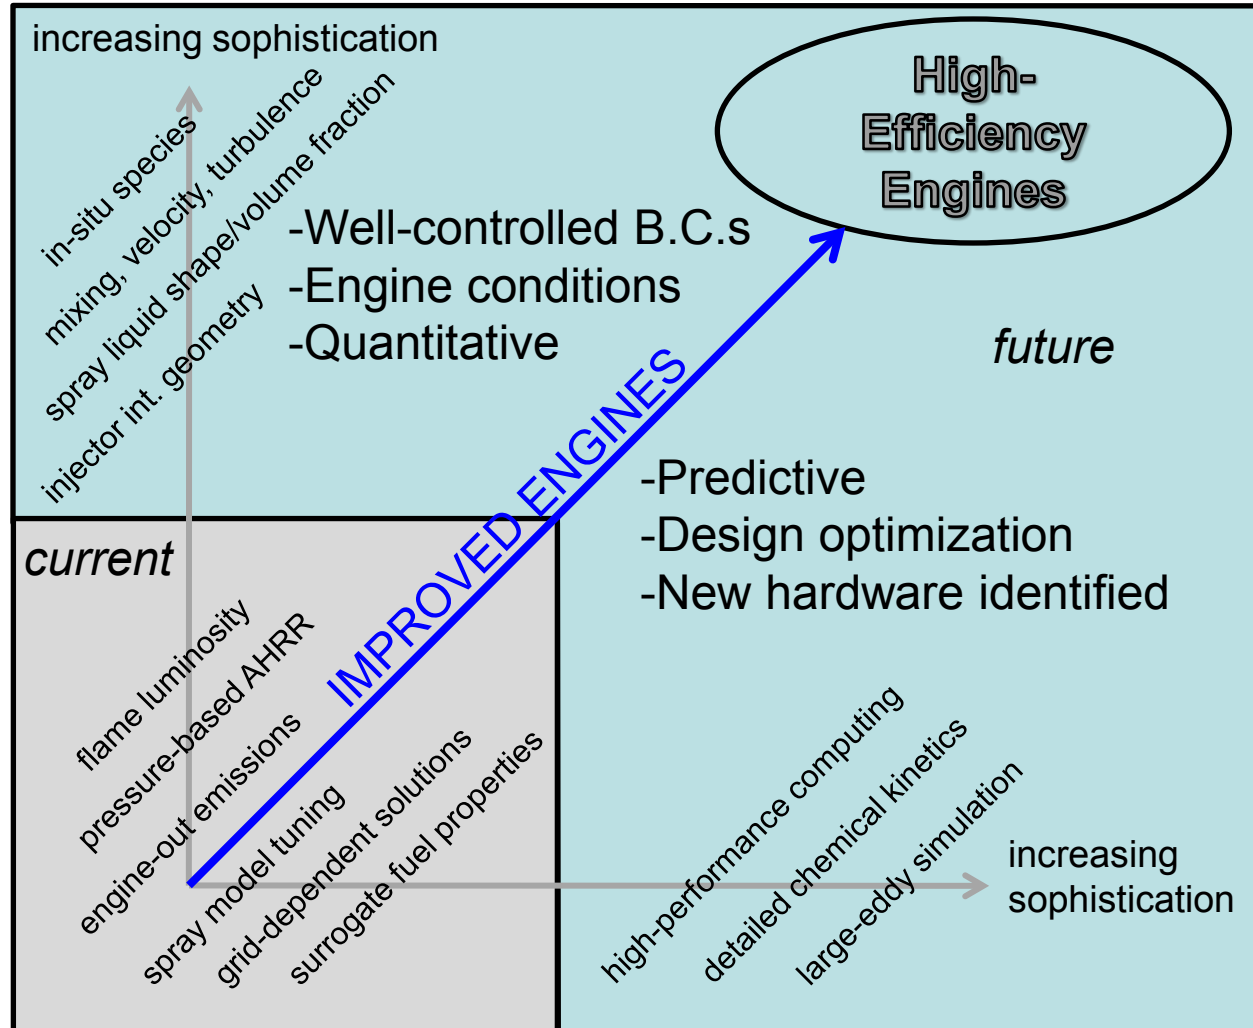 increasing sophistication
High-
Efficiency
Engines
in-situ species
mixing, velocity, turbulence
spray liquid shape/volume fraction
injector int. geometry
-Well-controlled B.C.s
-Engine conditions
-Quantitative
future
IMPROVED ENGINES
-Predictive
-Design optimization
-New hardware identified
current
flame luminosity
pressure-based AHRR
engine-out emissions
spray model tuning
grid-dependent solutions
surrogate fuel properties
high-performance computing
detailed chemical kinetics
large-eddy simulation
increasing
sophistication